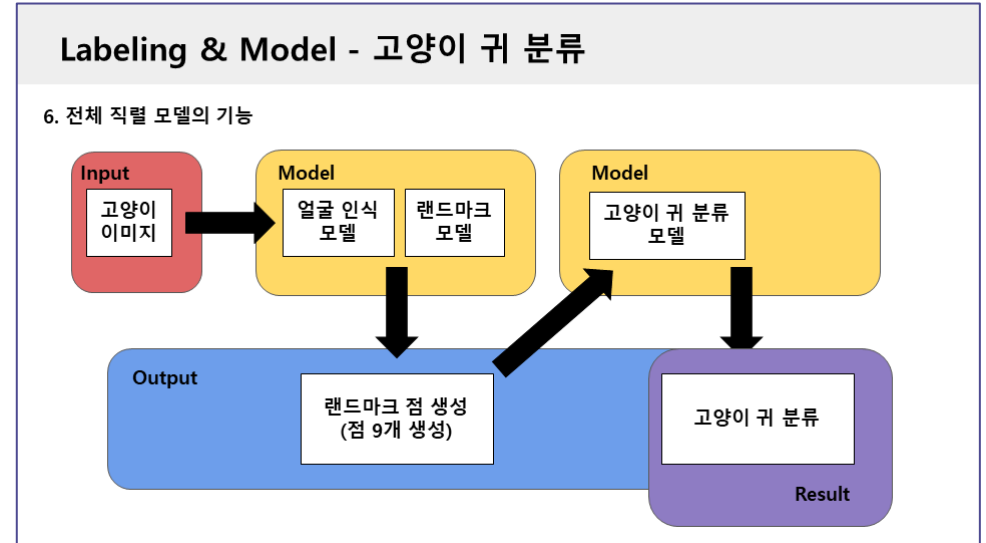 Labeling & Model - 고양이 귀 분류
6. 전체 직렬 모델의 기능
Input
고양이
이미지
Model
얼굴 인식
모델
랜드마크
모델
Model
고양이 귀 분류
모델
Output
랜드마크 점 생성
(점 9개 생성)
고양이 귀 분류
Result